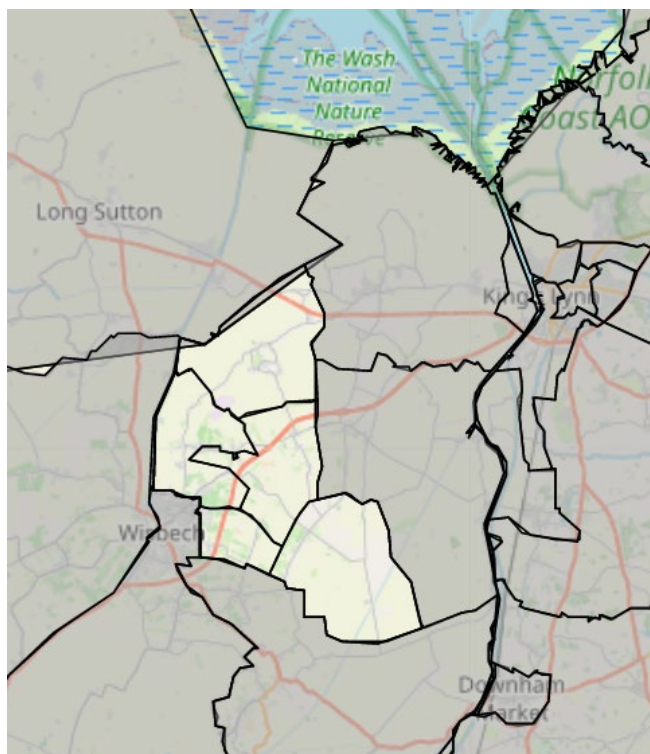 The Wash
National
Nature
Reserve
Norfolk
Coast AO
Long Sutton
King's Lynn
Wisbech
Downham
Market